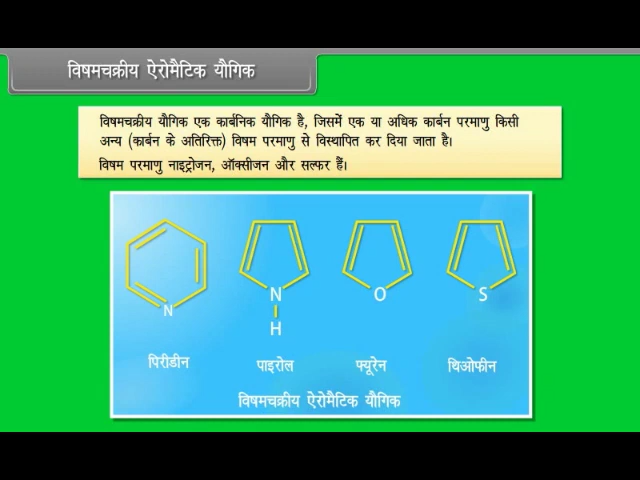 विषमचक्रीय ऐरोमैटिक यौगिक
विषमचक्रीय यौगिक एक कार्बनिक यौगिक है, जिसमें एक या अधिक कार्बन परमाणु किसी
अन्य (कार्बन के अतिरिक्त) विषम परमाणु से विस्थापित कर दिया जाता है।
विषम परमाणु नाइट्रोजन, ऑक्सीजन और सल्फर हैं।
N N O S
H
पिरीडीन पाइरोल फ्यूरेन थिओफीन
विषमचक्रीय ऐरोमैटिक यौगिक